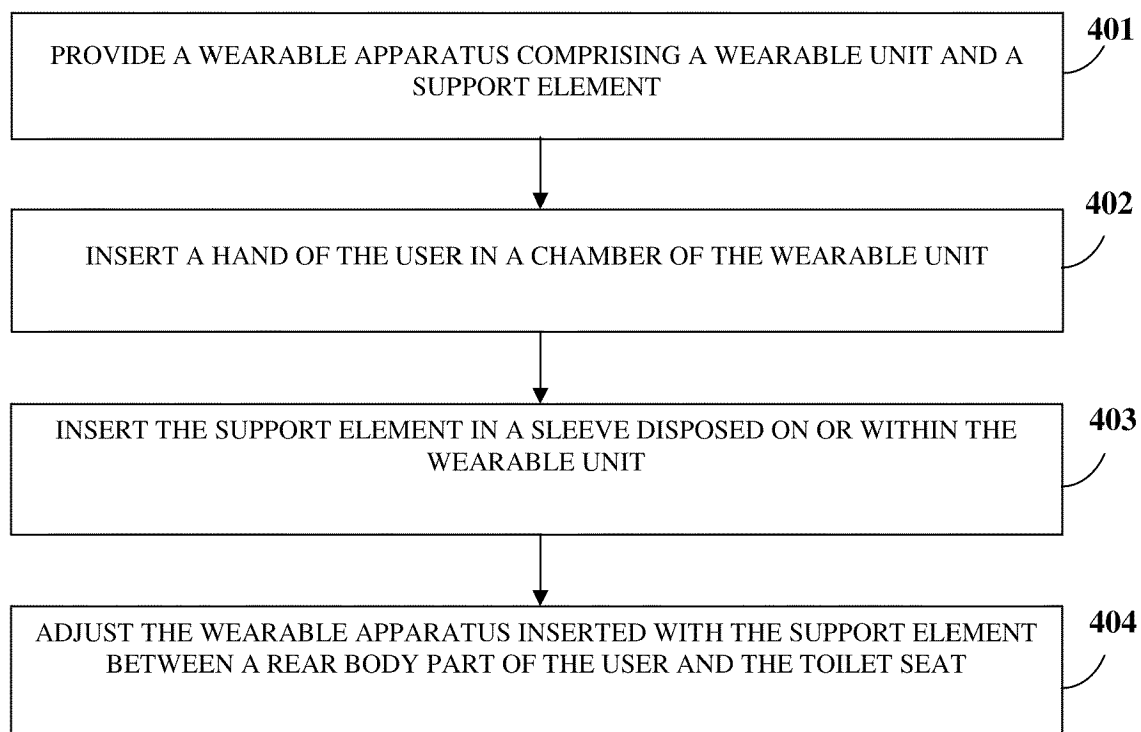 401
PROVIDE A WEARABLE APPARATUS COMPRISING A WEARABLE UNIT AND A
SUPPORT ELEMENT
402
INSERT A HAND OF THE USER IN A CHAMBER OF THE WEARABLE UNIT
403
INSERT THE SUPPORT ELEMENT IN A SLEEVE DISPOSED ON OR WITHIN THE
WEARABLE UNIT
404
ADJUST THE WEARABLE APPARATUS INSERTED WITH THE SUPPORT ELEMENT
BETWEEN A REAR BODY PART OF THE USER AND THE TOILET SEAT